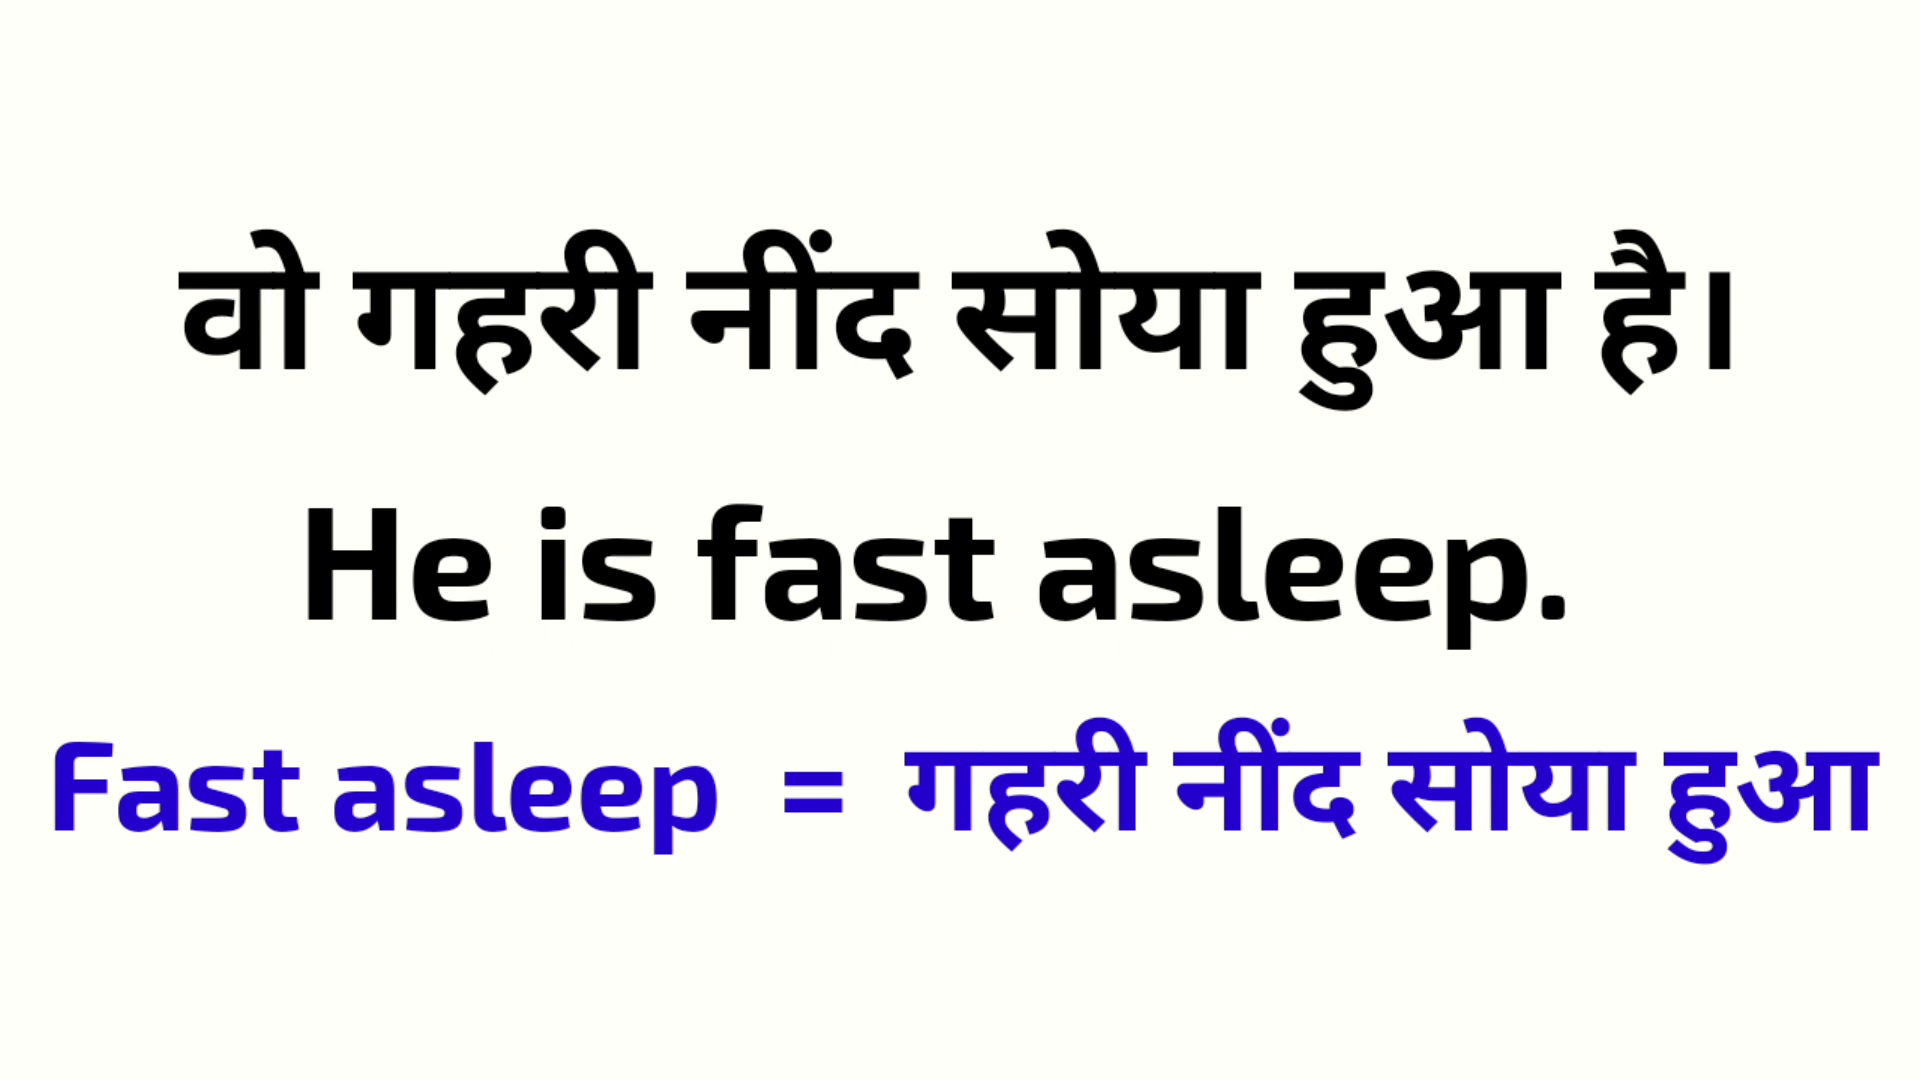 वो गहरी नींद सोया हुआ है।
He is fast asleep.
Fast asleep = गहरी नींद सोया हुआ